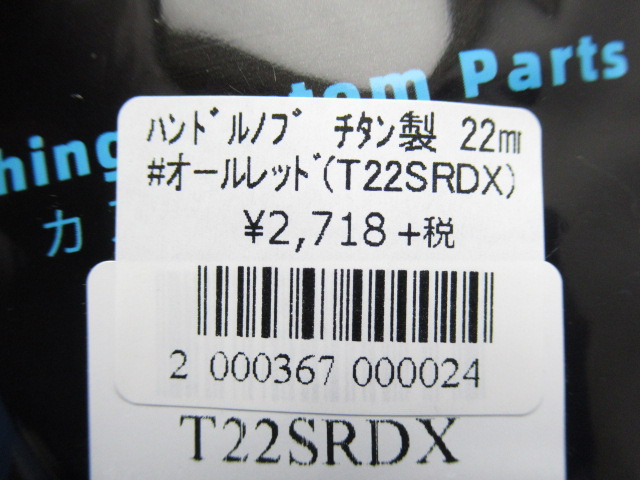 Parts
hing
カ
ﾊﾝﾄﾞﾙﾉﾌﾞ ﾁﾀﾝ製 22㎜
#オールレッド(T22SRDX)
¥2,718 +税
2 000367 000024
T22SRDX